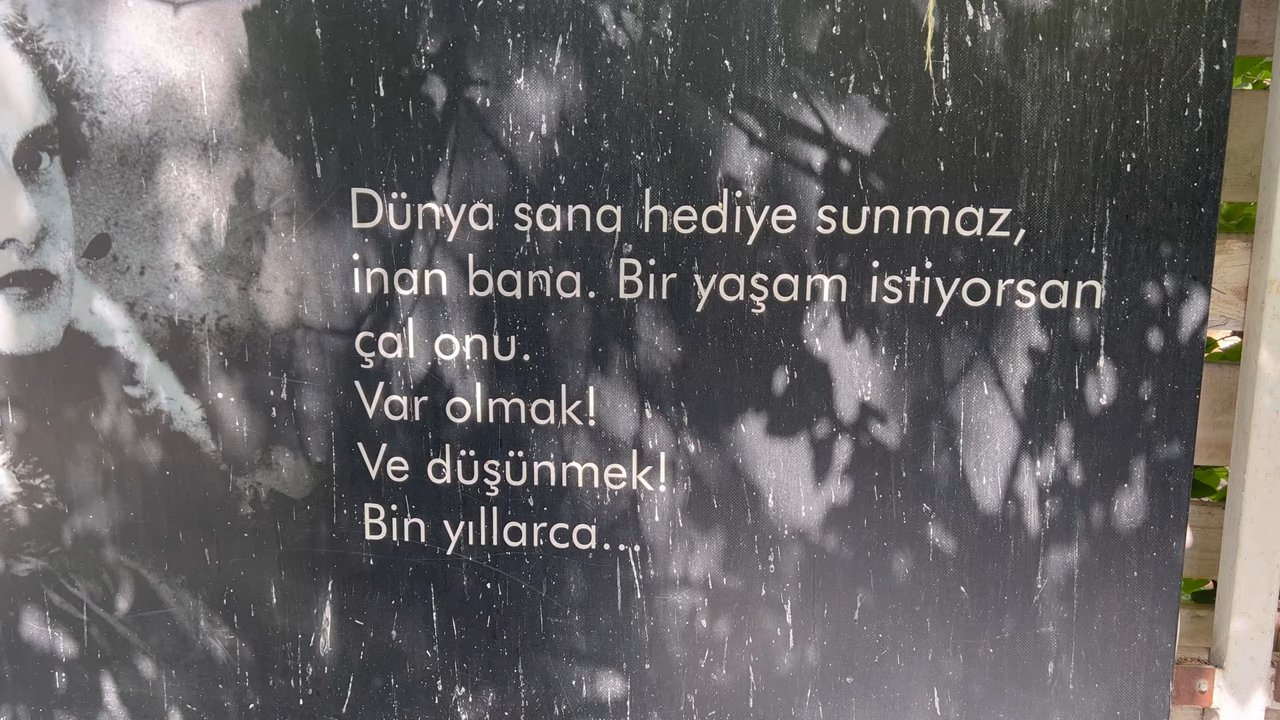 Dünya sana hediye sunmaz,
inan bana. Bir yaşam istiyorsan
çal onu.
Var olmak!
Ve düşünmek!
Bin yıllarca...